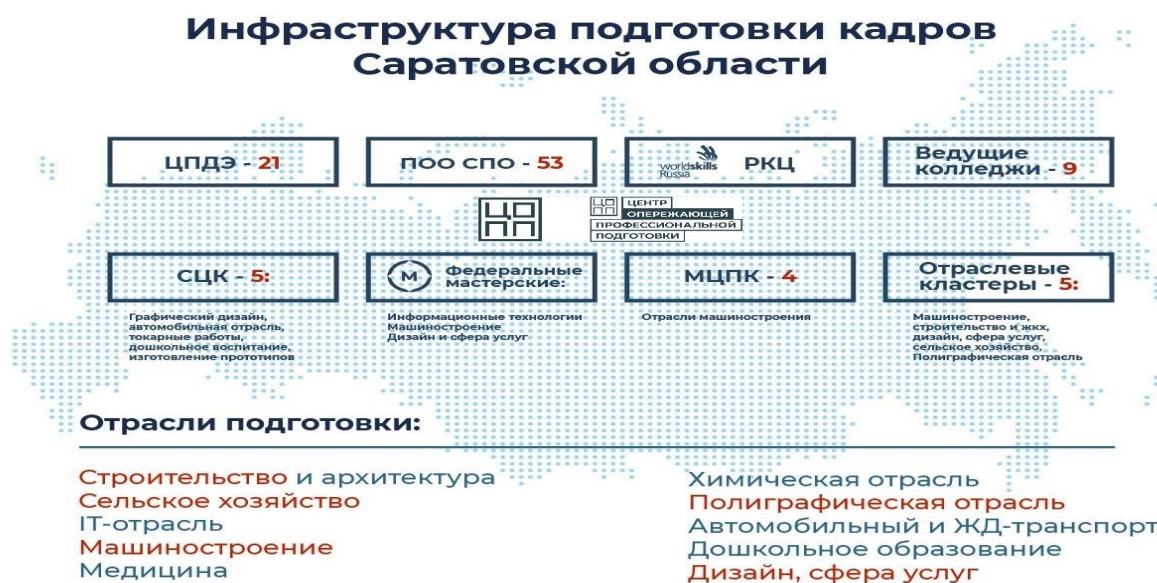 Инфраструктура подготовки кадров
Саратовской области
ЦПДЭ - 21
ПОО СПО - 53
worldskills
Russia
РКЦ
Ведущие
колледжи - 9
ЦО
ПП
ЦО
ПП
ЦЕНТР
ОПЕРЕЖАЮЩЕЙ
ПРОФЕССИОНАЛЬНОЙ
ПОДГОТОВКИ
СЦК - 5:
М
Федеральные
мастерские:
МЦПК - 4
Отраслевые
кластеры - 5:
Графический дизайн,
автомобильная отрасль,
токарные работы,
дошкольное воспитание,
изготовление прототипов
Информационные технологии
Машиностроение
Дизайн и сфера услуг
Отрасли машиностроения
Машиностроение,
строительство и жкх,
дизайн, сфера услуг,
сельское хозяйство,
Полиграфическая отрасль
Отрасли подготовки:
Строительство и архитектура
Сельское хозяйство
IT-отрасль
Машиностроение
Медицина
Химическая отрасль
Полиграфическая отрасль
Автомобильный и ЖД-транспорт
Дошкольное образование
Дизайн, сфера услуг